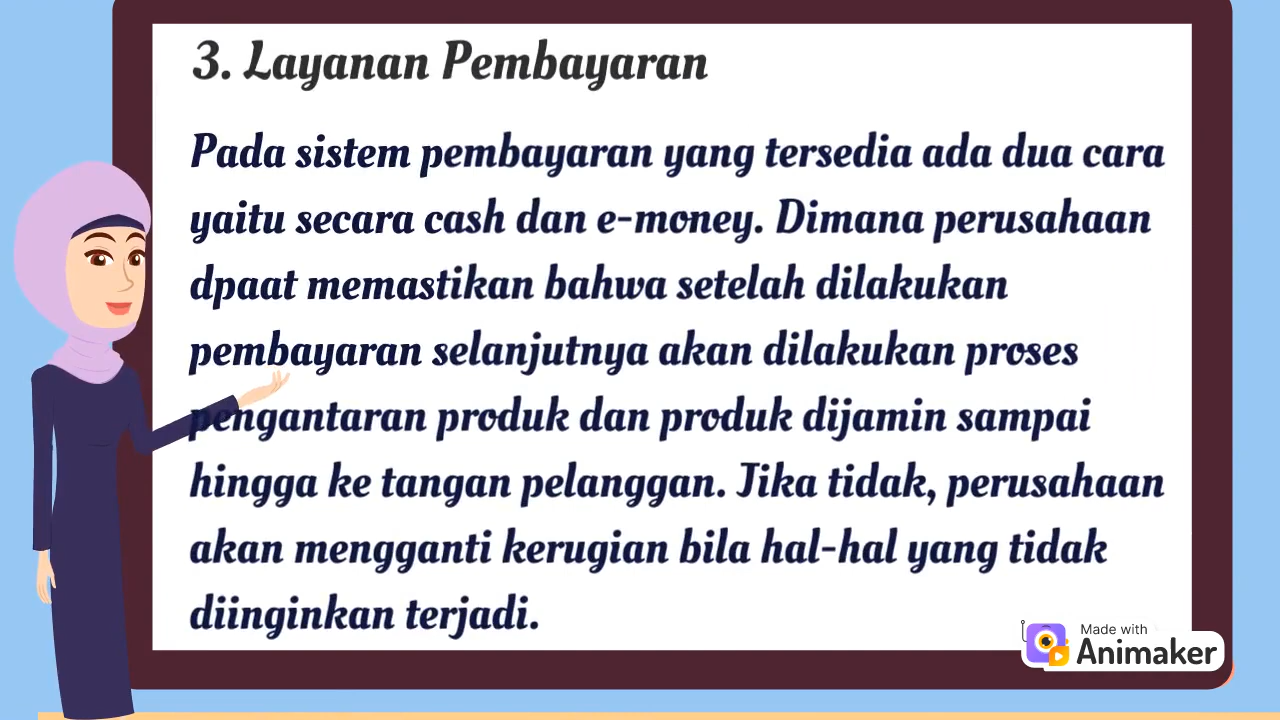 3. Layanan Pembayaran
Pada sistem pembayaran yang tersedia ada dua cara
yaitu secara cash dan e-money. Dimana perusahaan
dpaat memastikan bahwa setelah dilakukan
pembayaran selanjutnya akan dilakukan proses
pengantaran produk dan produk dijamin sampai
hingga ke tangan pelanggan. Jika tidak, perusahaan
akan mengganti kerugian bila hal-hal yang tidak
diinginkan terjadi.
Made with
Animaker